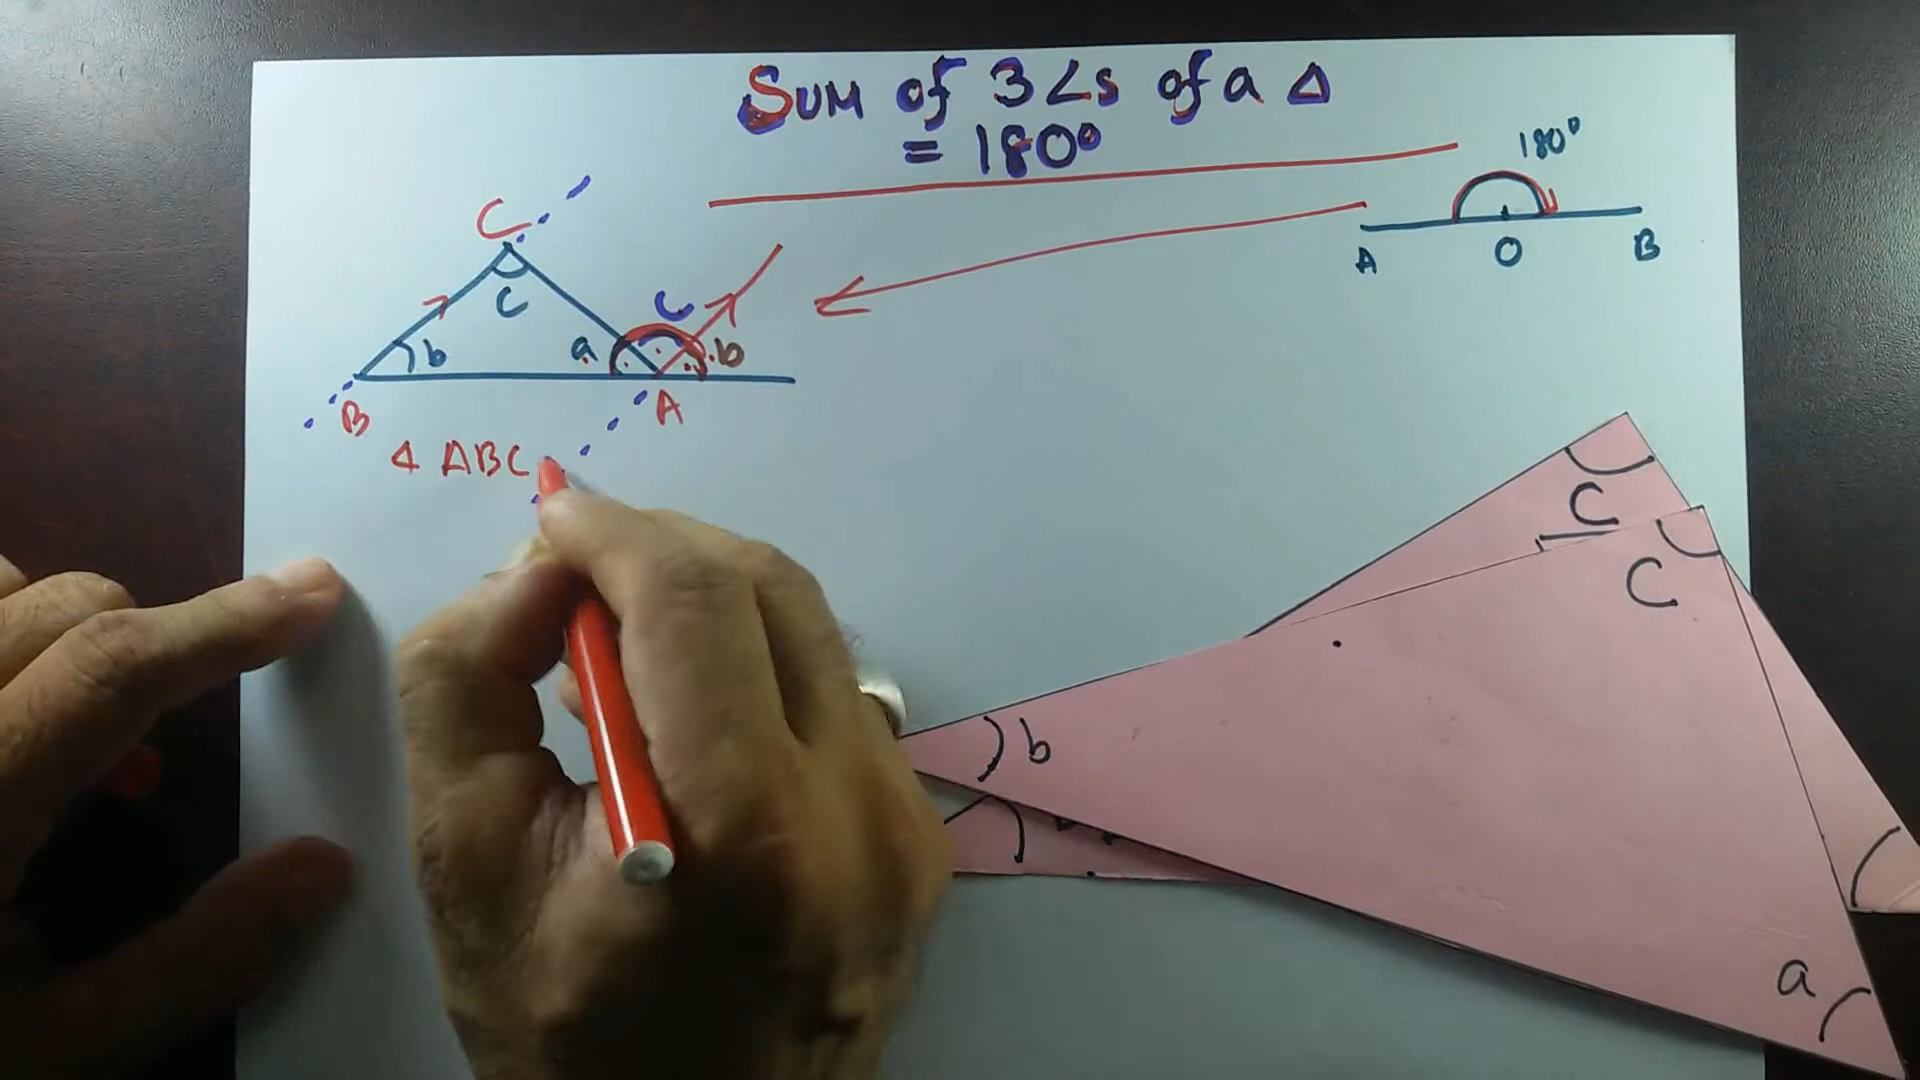 Sum of 3 ∠s of a Δ
= 180°
180°
A O B
C
C
C
b
a
b
B
A
Δ ABC
C
C
b
a